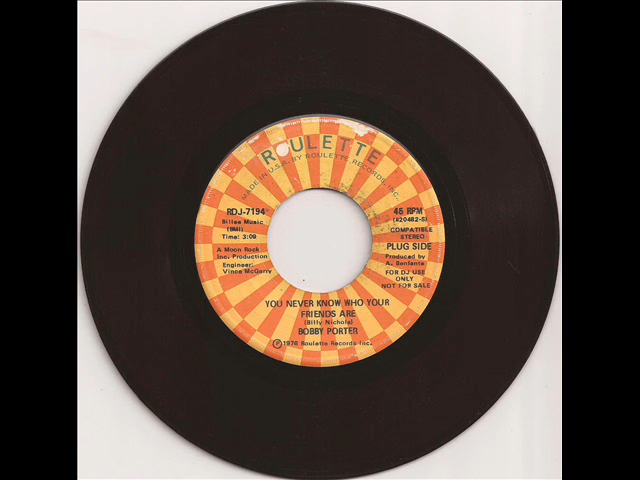 ROULETTE
MADE IN U.S.A. BY ROULETTE RECORDS, INC.
RDJ-7194
Billee Music
(BMI)
Time: 3:09
A Moon Rock
Inc. Production
Engineer:
Vince McGarry
45 RPM
(#20482-S)
COMPATIBLE
STEREO
PLUG SIDE
Produced by
A. Bonfanta
FOR DJ USE
ONLY
NOT FOR SALE
YOU NEVER KNOW WHO YOUR
FRIENDS ARE
(Billy Nichols)
BOBBY PORTER
Ⓟ 1976 Roulette Records Inc.